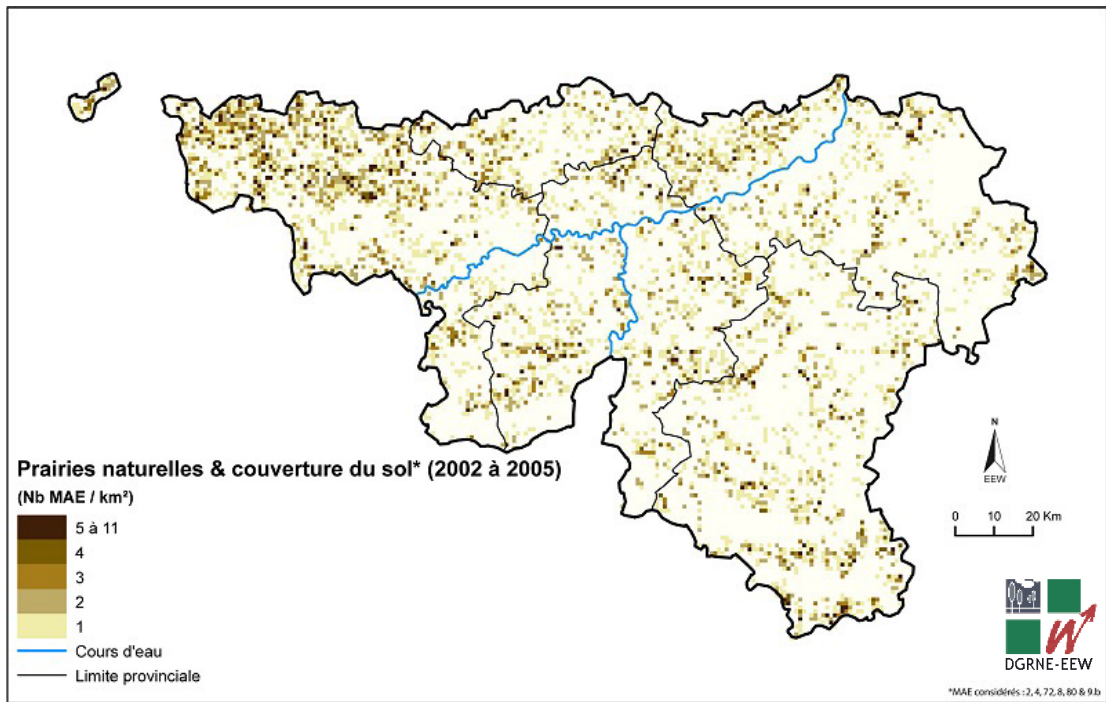 Prairies naturelles & couverture du sol* (2002 à 2005)
(Nb MAE / km²)
5 à 11
4
3
2
1
Cours d'eau
Limite provinciale
N
EEW
0 10 20 Km
DGRNE-EEW
*MAE considérés : 2, 4, 72, 8, 80 & 9.b